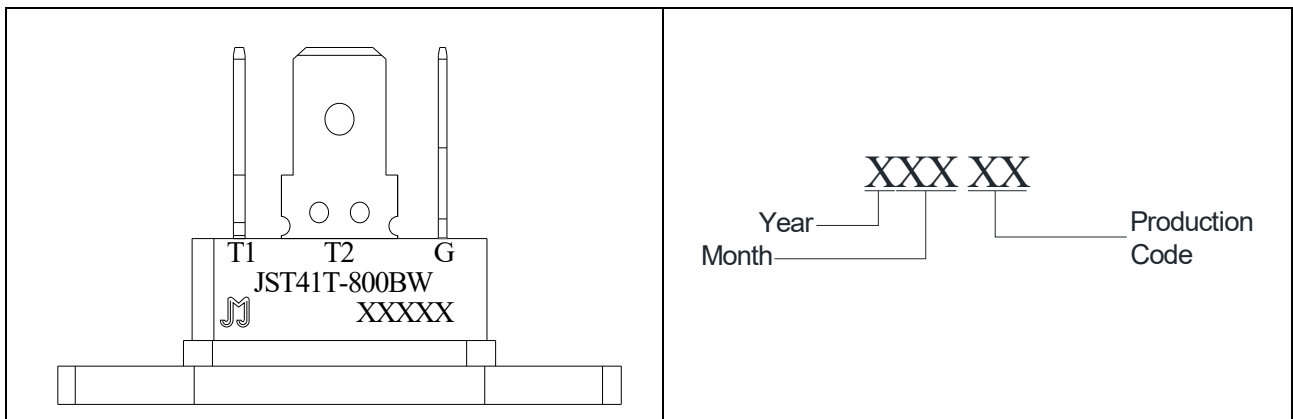 T1 T2 G
JST41T-800BW
XXXXX
XXX XX
Year
Month
Production
Code